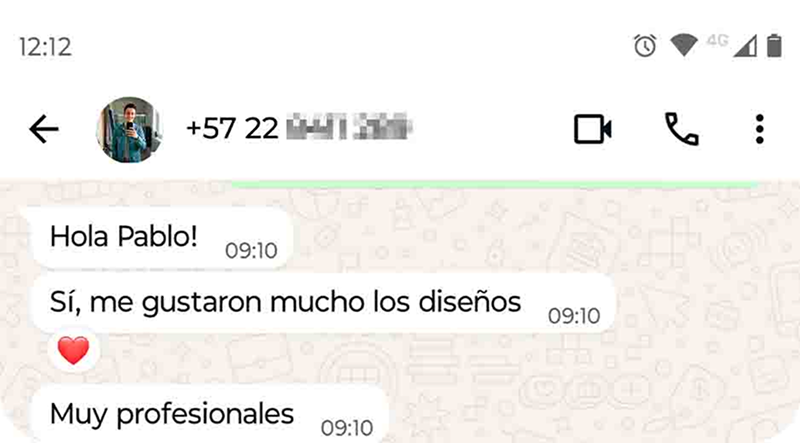 12:12
4G
+57 22
Hola Pablo!
09:10
Sí, me gustaron mucho los diseños
09:10
Muy profesionales
09:10